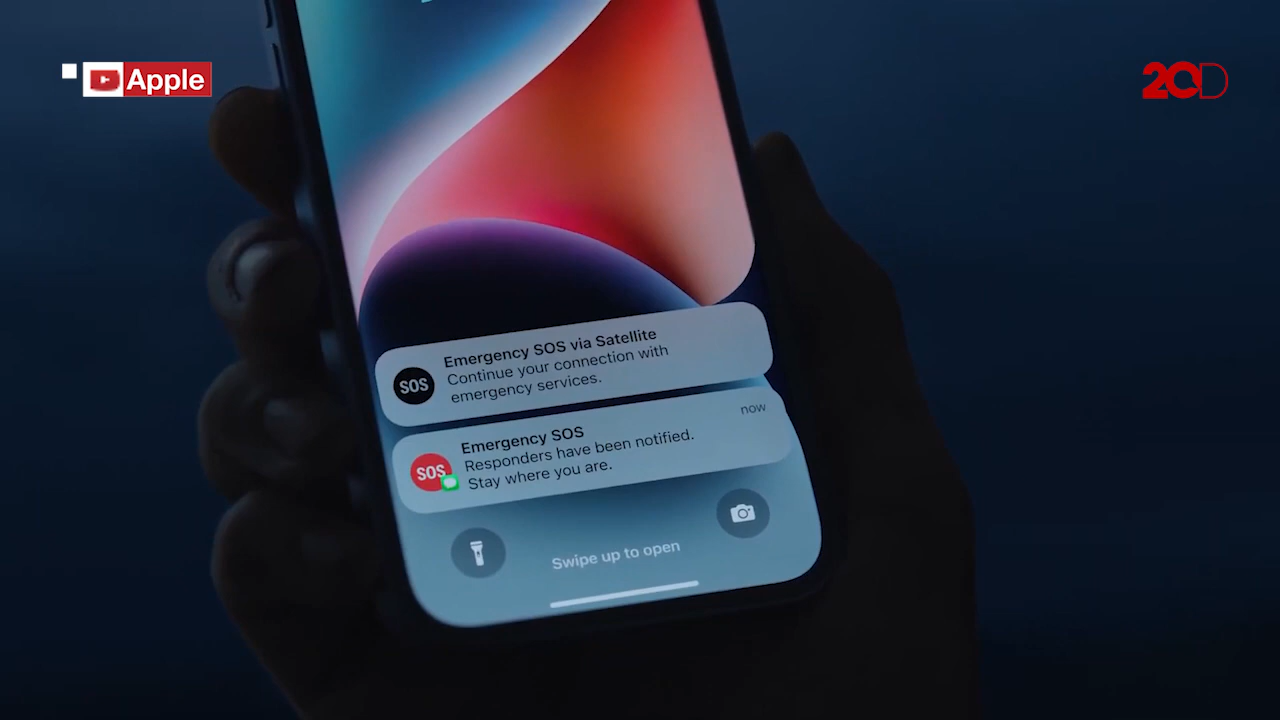 Apple
20D
Emergency SOS via Satellite
SOS
Continue your connection with
emergency services.
now
Emergency SOS
SOS
Responders have been notified.
Stay where you are.
Swipe up to open